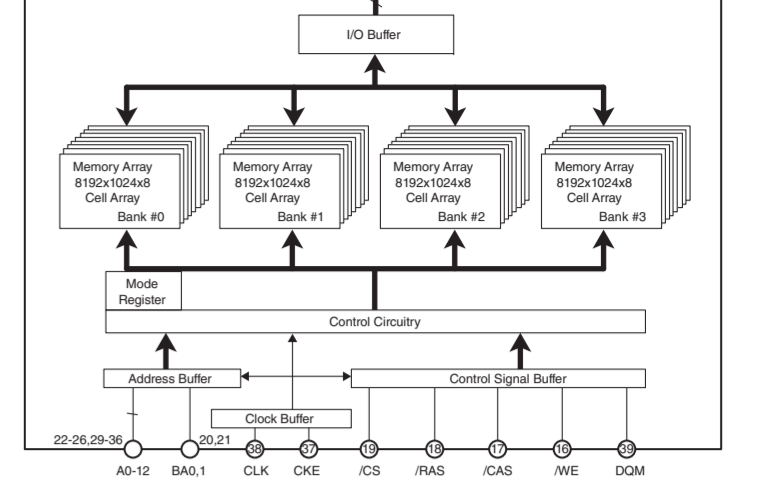 I/O Buffer
Memory Array
8192x1024x8
Cell Array
Bank #0
Memory Array
8192x1024x8
Cell Array
Bank #1
Memory Array
8192x1024x8
Cell Array
Bank #2
Memory Array
8192x1024x8
Cell Array
Bank #3
Mode
Register
Control Circuitry
Address Buffer
Control Signal Buffer
Clock Buffer
22-26,29-36
20,21
38
37
19
18
17
16
39
A0-12
BA0,1
CLK
CKE
/CS
/RAS
/CAS
/WE
DQM